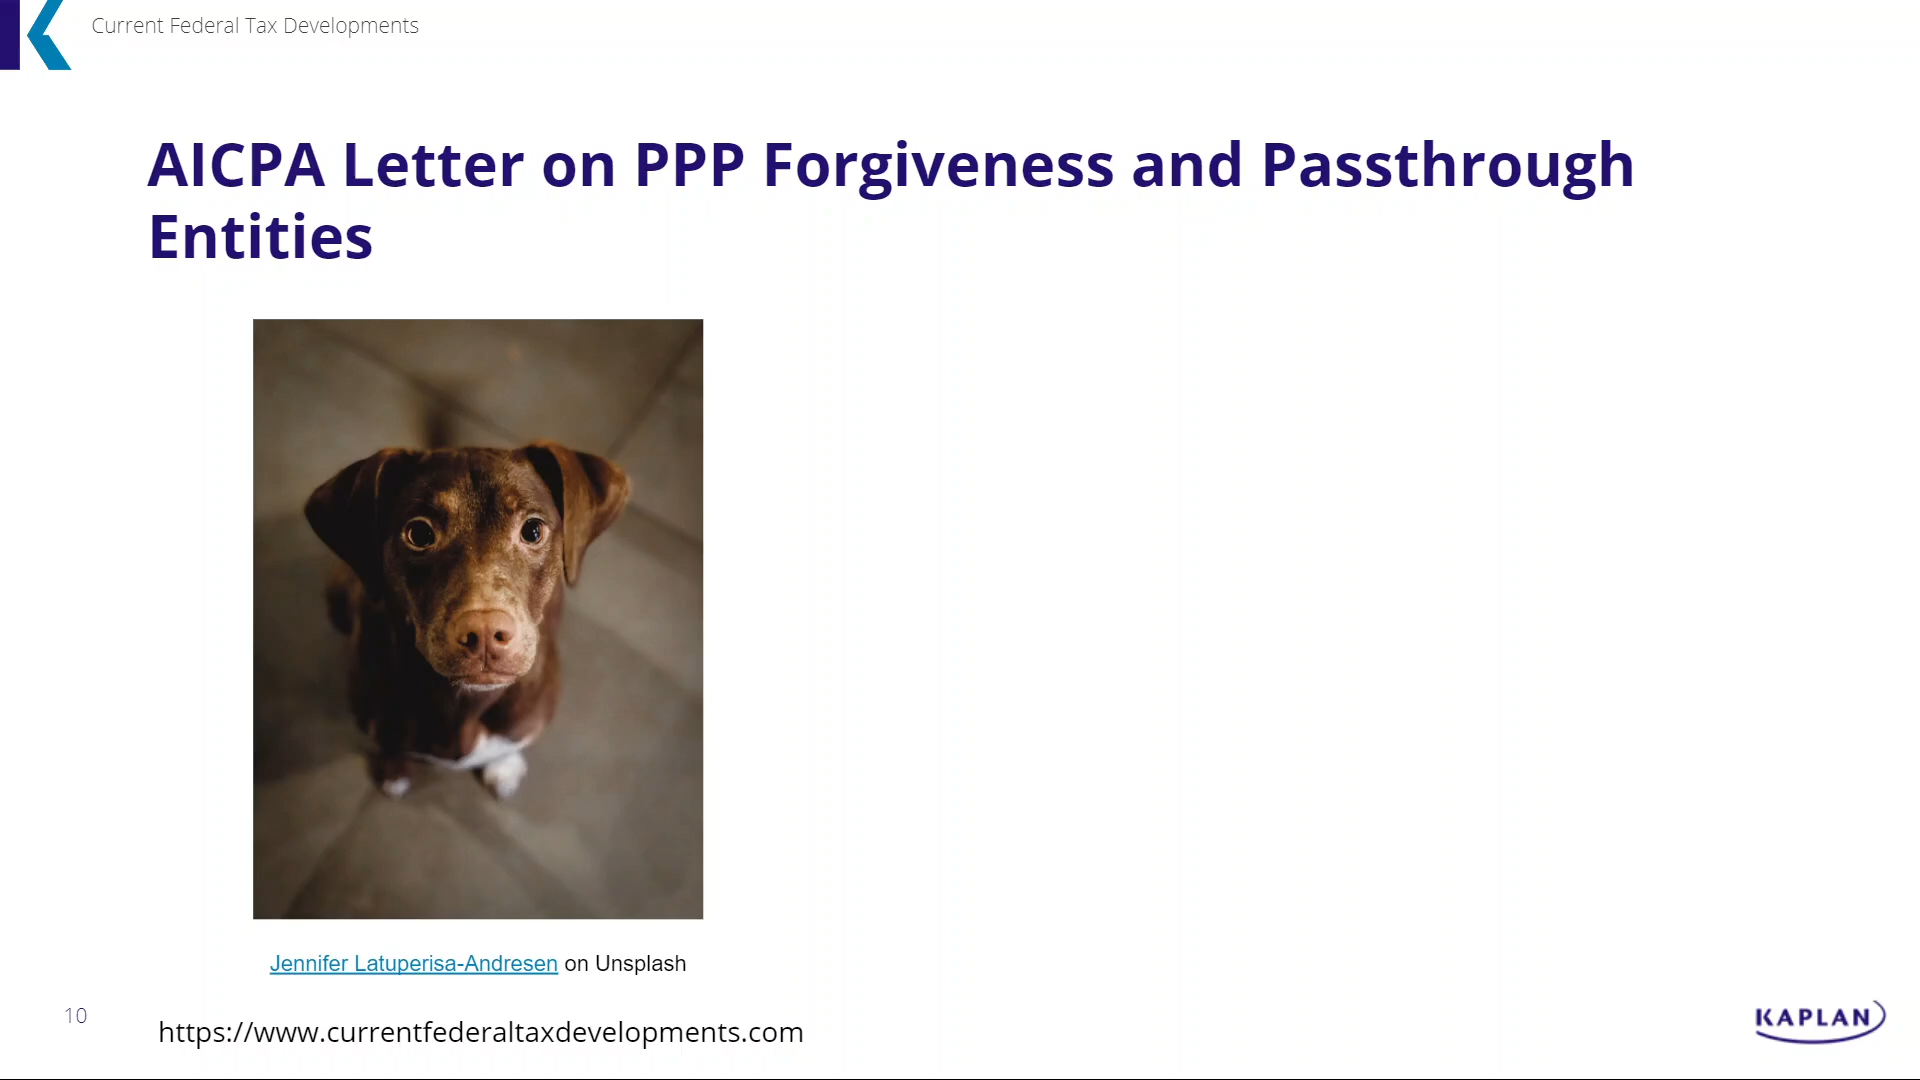 Current Federal Tax Developments
AICPA Letter on PPP Forgiveness and Passthrough
Entities
Jennifer Latuperisa-Andresen on Unsplash
10
https://www.currentfederaltaxdevelopments.com
KAPLAN